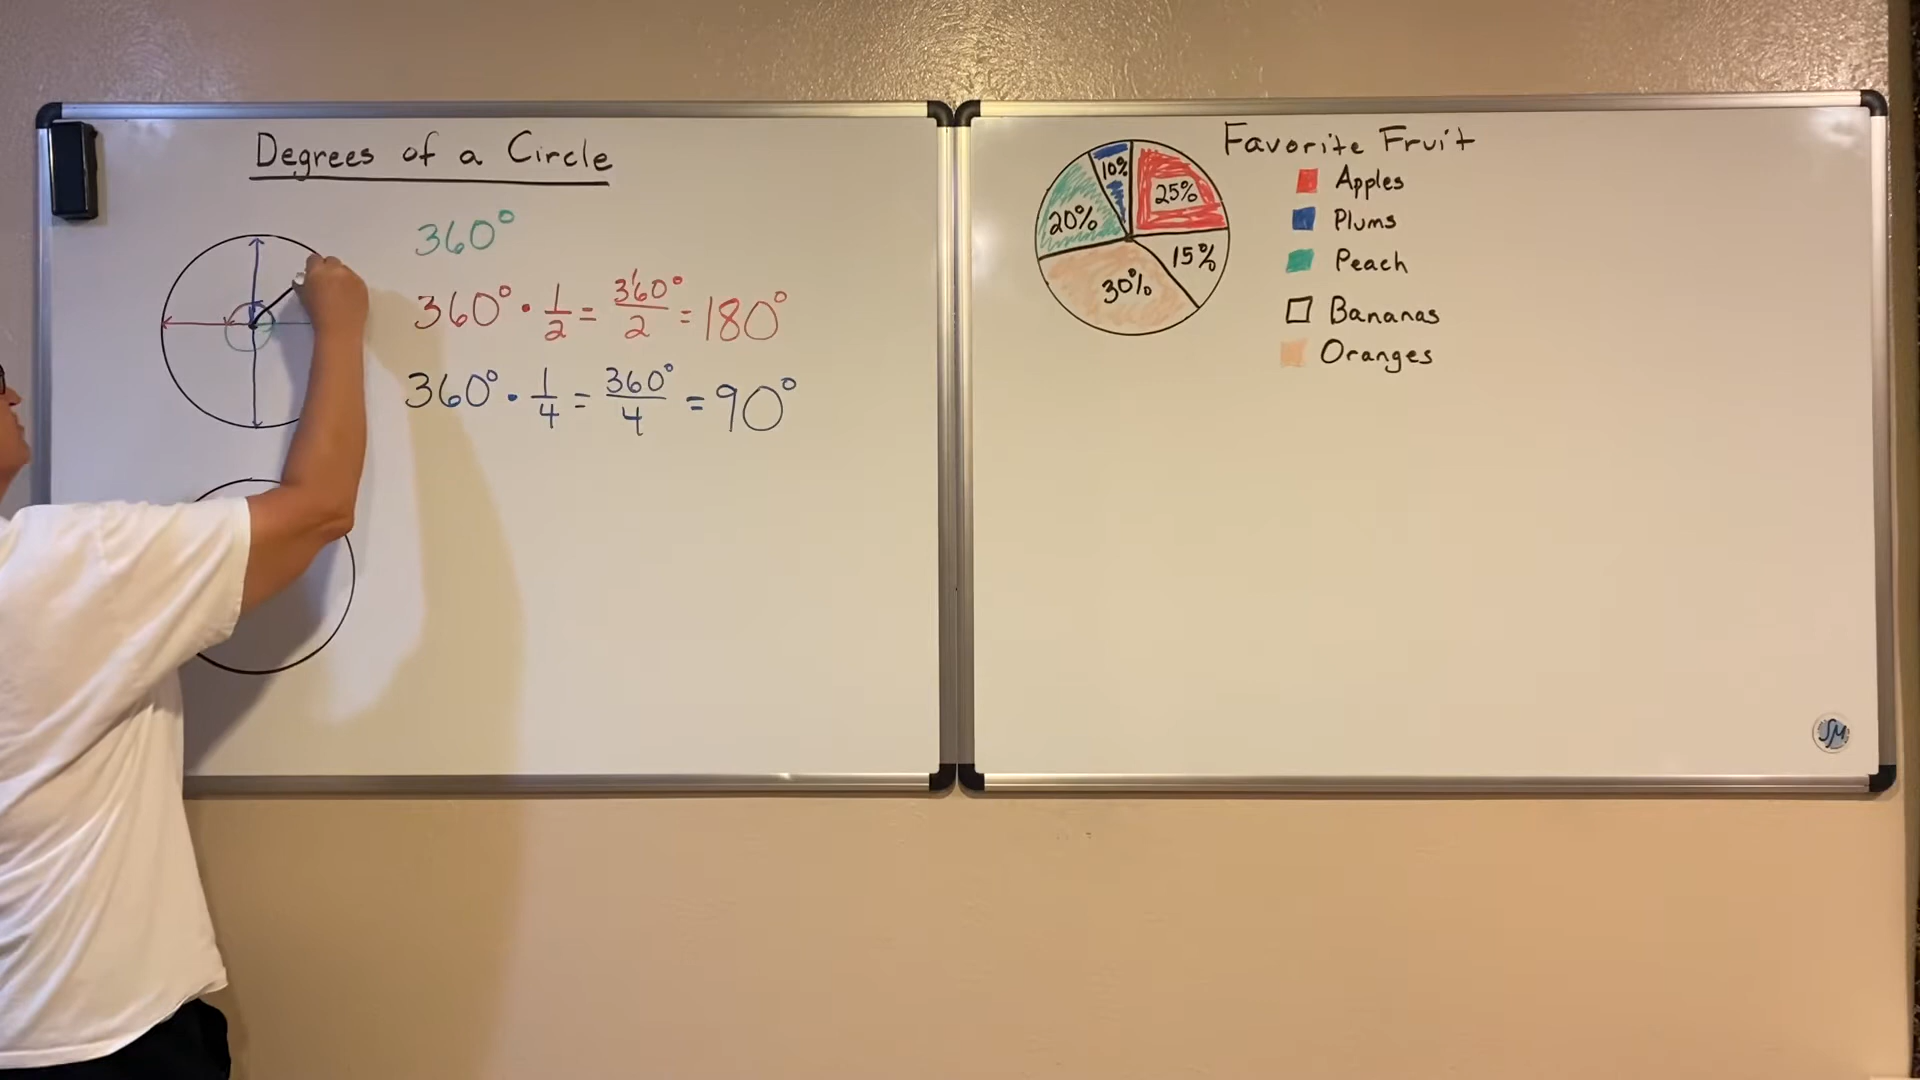 Degrees of a Circle
360°
360° · 1/2 = 360°/2 = 180°
360° · 1/4 = 360°/4 = 90°
Favorite Fruit
10%
25%
20%
15%
30%
Apples
Plums
Peach
Bananas
Oranges
SM